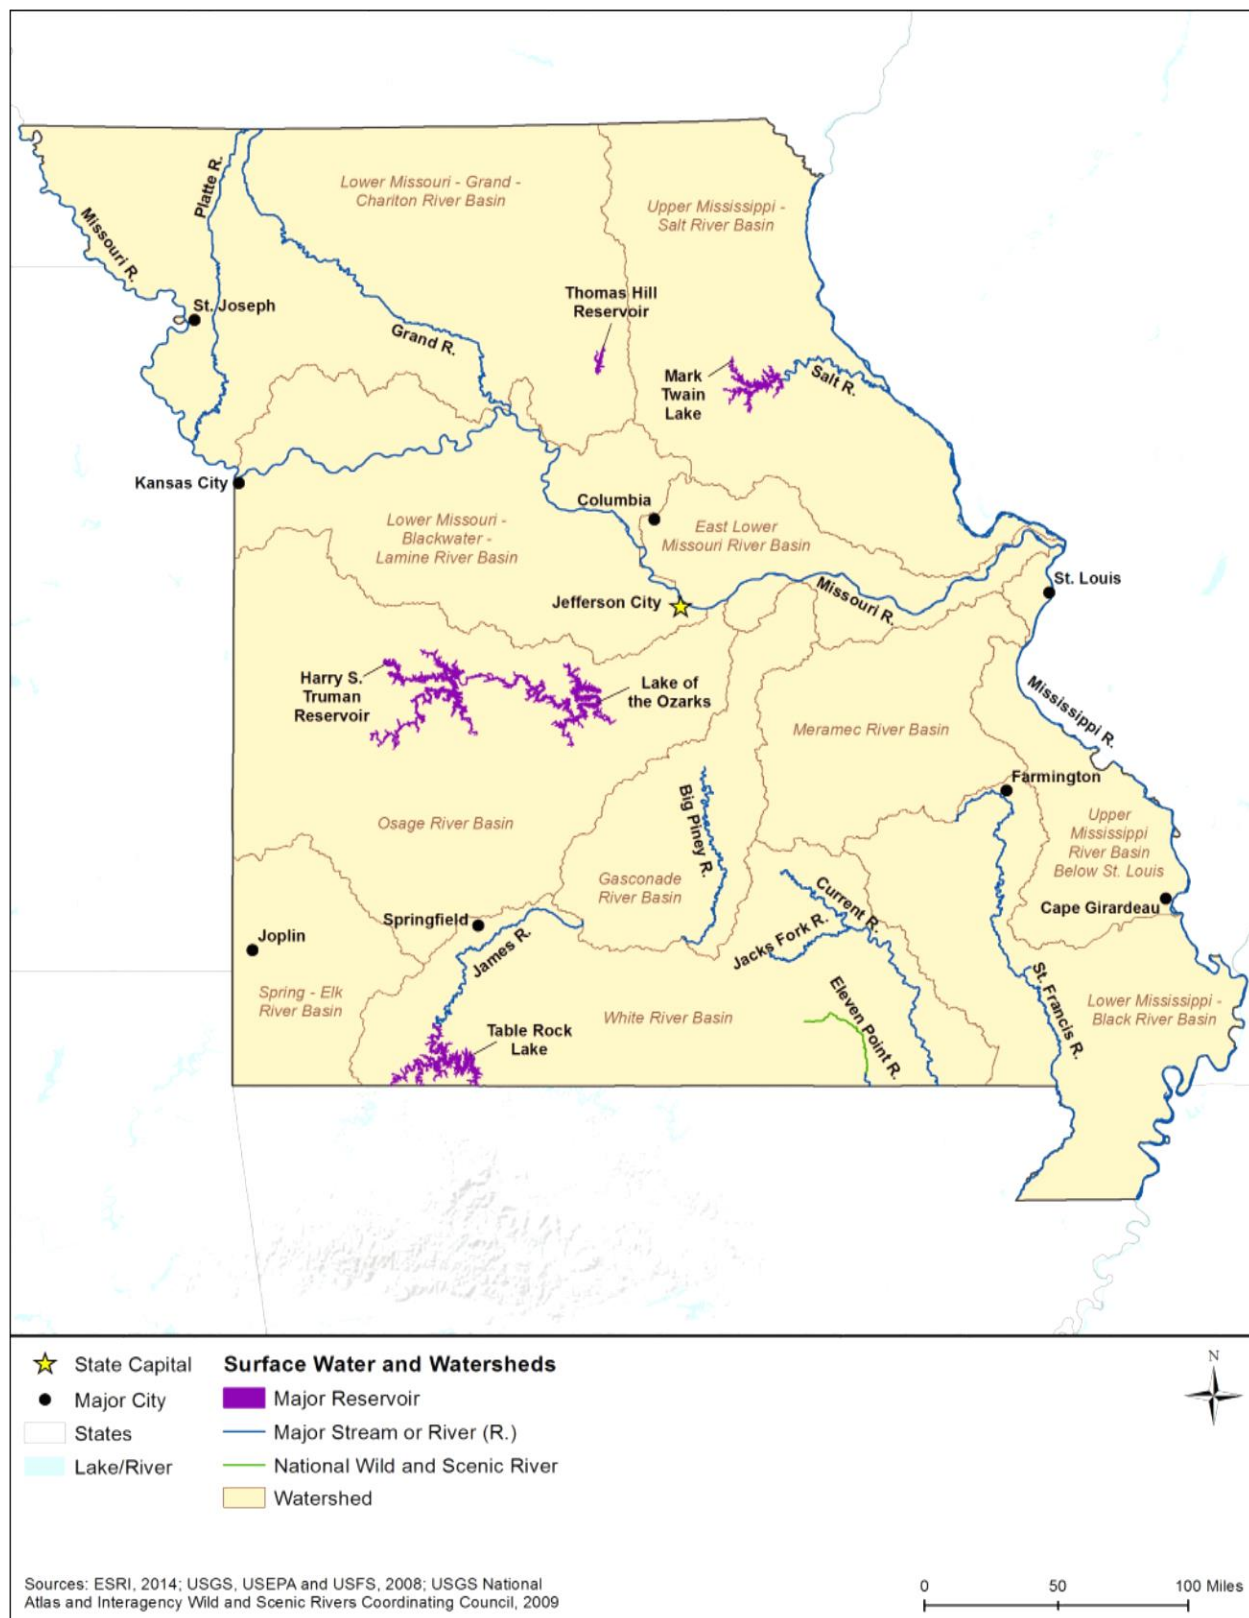 Platte R.
Missouri R.
Lower Missouri - Grand -
Chariton River Basin
Upper Mississippi -
Salt River Basin
St. Joseph
Thomas Hill
Reservoir
Grand R.
Mark
Twain
Lake
Salt R.
Kansas City
Columbia
Lower Missouri -
Blackwater -
Lamine River Basin
East Lower
Missouri River Basin
St. Louis
Jefferson City
Missouri R.
Harry S.
Truman
Reservoir
Lake of
the Ozarks
Mississippi R.
Meramec River Basin
Farmington
Big Piney R.
Osage River Basin
Upper
Mississippi
River Basin
Below St. Louis
Gasconade
River Basin
Current R.
Cape Girardeau
Springfield
Joplin
James R.
Jacks Fork R.
Eleven Point R.
St. Francis R.
Spring - Elk
River Basin
White River Basin
Lower Mississippi -
Black River Basin
Table Rock
Lake
State Capital
Major City
States
Lake/River
Surface Water and Watersheds
Major Reservoir
Major Stream or River (R.)
National Wild and Scenic River
Watershed
N
Sources: ESRI, 2014; USGS, USEPA and USFS, 2008; USGS National
Atlas and Interagency Wild and Scenic Rivers Coordinating Council, 2009
0 50 100 Miles